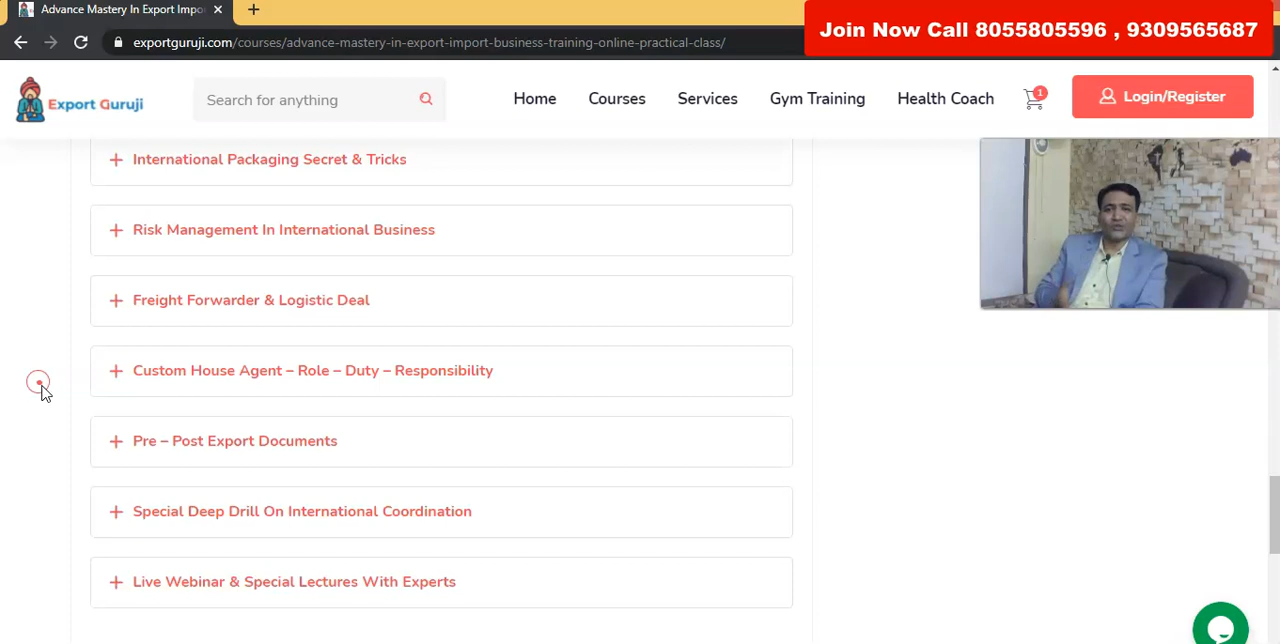 Advance Mastery In Export Impo
Join Now Call 8055805596 , 9309565687
exportguruji.com/courses/advance-mastery-in-export-import-business-training-online-practical-class/
Export Guruji
Search for anything
Home
Courses
Services
Gym Training
Health Coach
1
Login/Register
International Packaging Secret & Tricks
Risk Management In International Business
Freight Forwarder & Logistic Deal
Custom House Agent – Role – Duty – Responsibility
Pre – Post Export Documents
Special Deep Drill On International Coordination
Live Webinar & Special Lectures With Experts